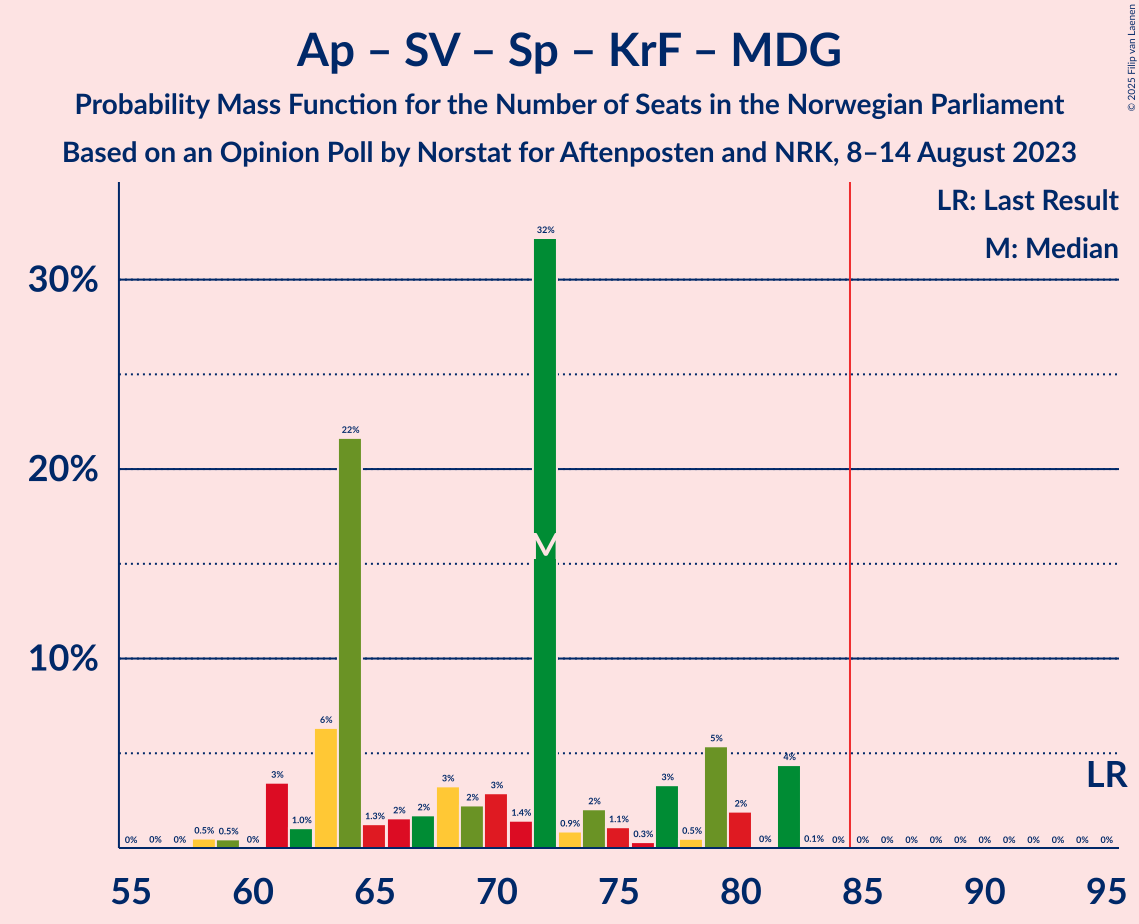 Ap – SV – Sp – KrF – MDG
Probability Mass Function for the Number of Seats in the Norwegian Parliament
Based on an Opinion Poll by Norstat for Aftenposten and NRK, 8–14 August 2023
© 2025 Filip van Laenen
LR: Last Result
M: Median
30%
20%
10%
0% 0% 0% 0.5% 0.5% 0% 3% 1.0% 6% 22% 1.3% 2% 2% 3% 2% 3% 1.4% 32% 0.9% 2% 1.1% 0.3% 3% 0.5% 5% 2% 0% 4% 0.1% 0% 0% 0% 0% 0% 0% 0% 0% 0% 0% 0% 0%
M
LR
55 60 65 70 75 80 85 90 95